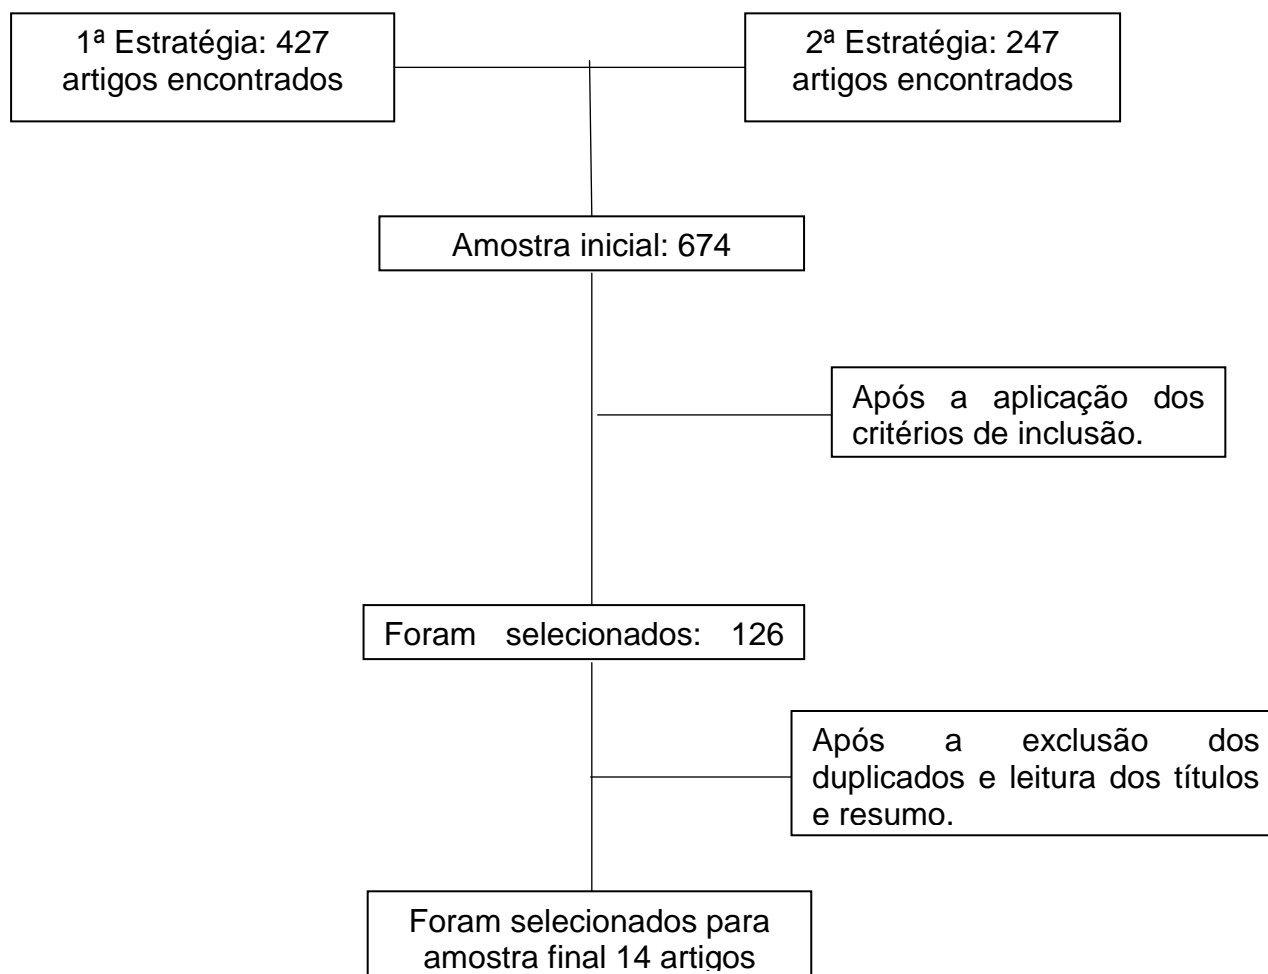 1ª Estratégia: 427
artigos encontrados
2ª Estratégia: 247
artigos encontrados
Amostra inicial: 674
Após a aplicação dos
critérios de inclusão.
Foram selecionados: 126
Após a exclusão dos
duplicados e leitura dos títulos
e resumo.
Foram selecionados para
amostra final 14 artigos